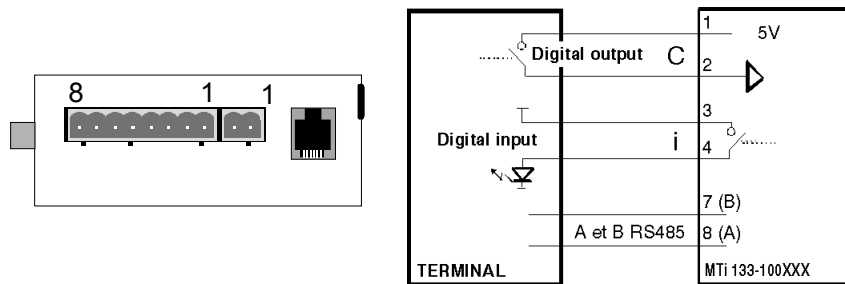 8
1
1
1
5V
Digital output
C
2
3
Digital input
i
4
7 (B)
A et B RS485
8 (A)
TERMINAL
MTi 133-100XXX